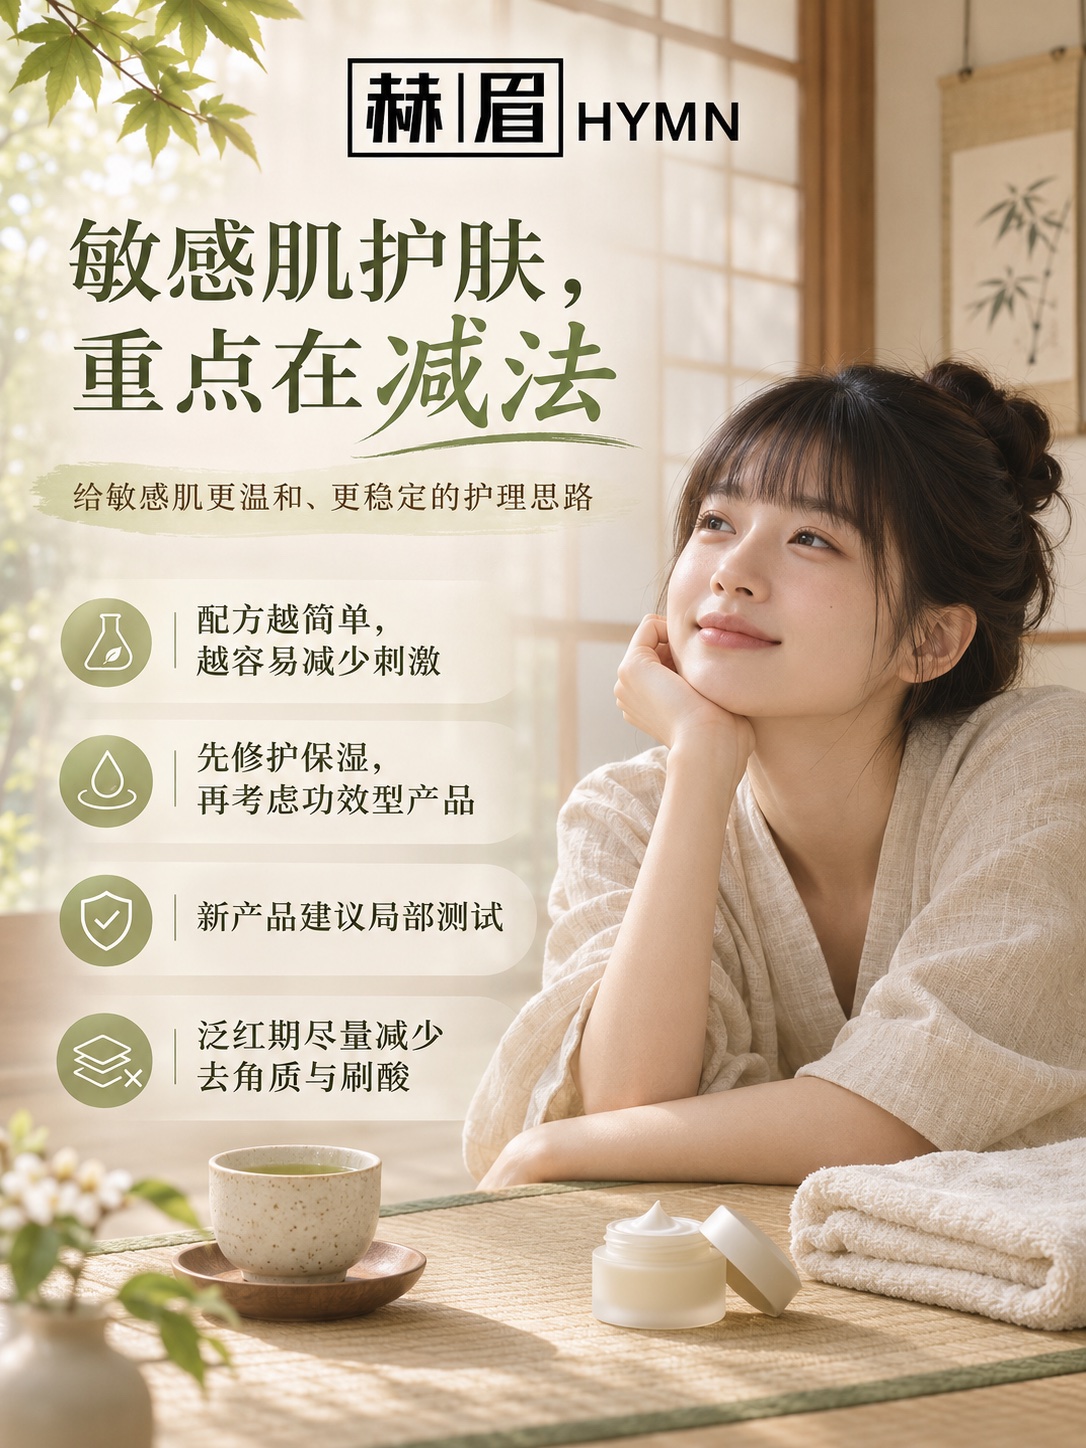 赫|眉 HYMN
敏感肌护肤，
重点在减法
给敏感肌更温和、更稳定的护理思路
配方越简单，
越容易减少刺激
先修护保湿，
再考虑功效型产品
新产品建议局部测试
泛红期尽量减少
去角质与刷酸